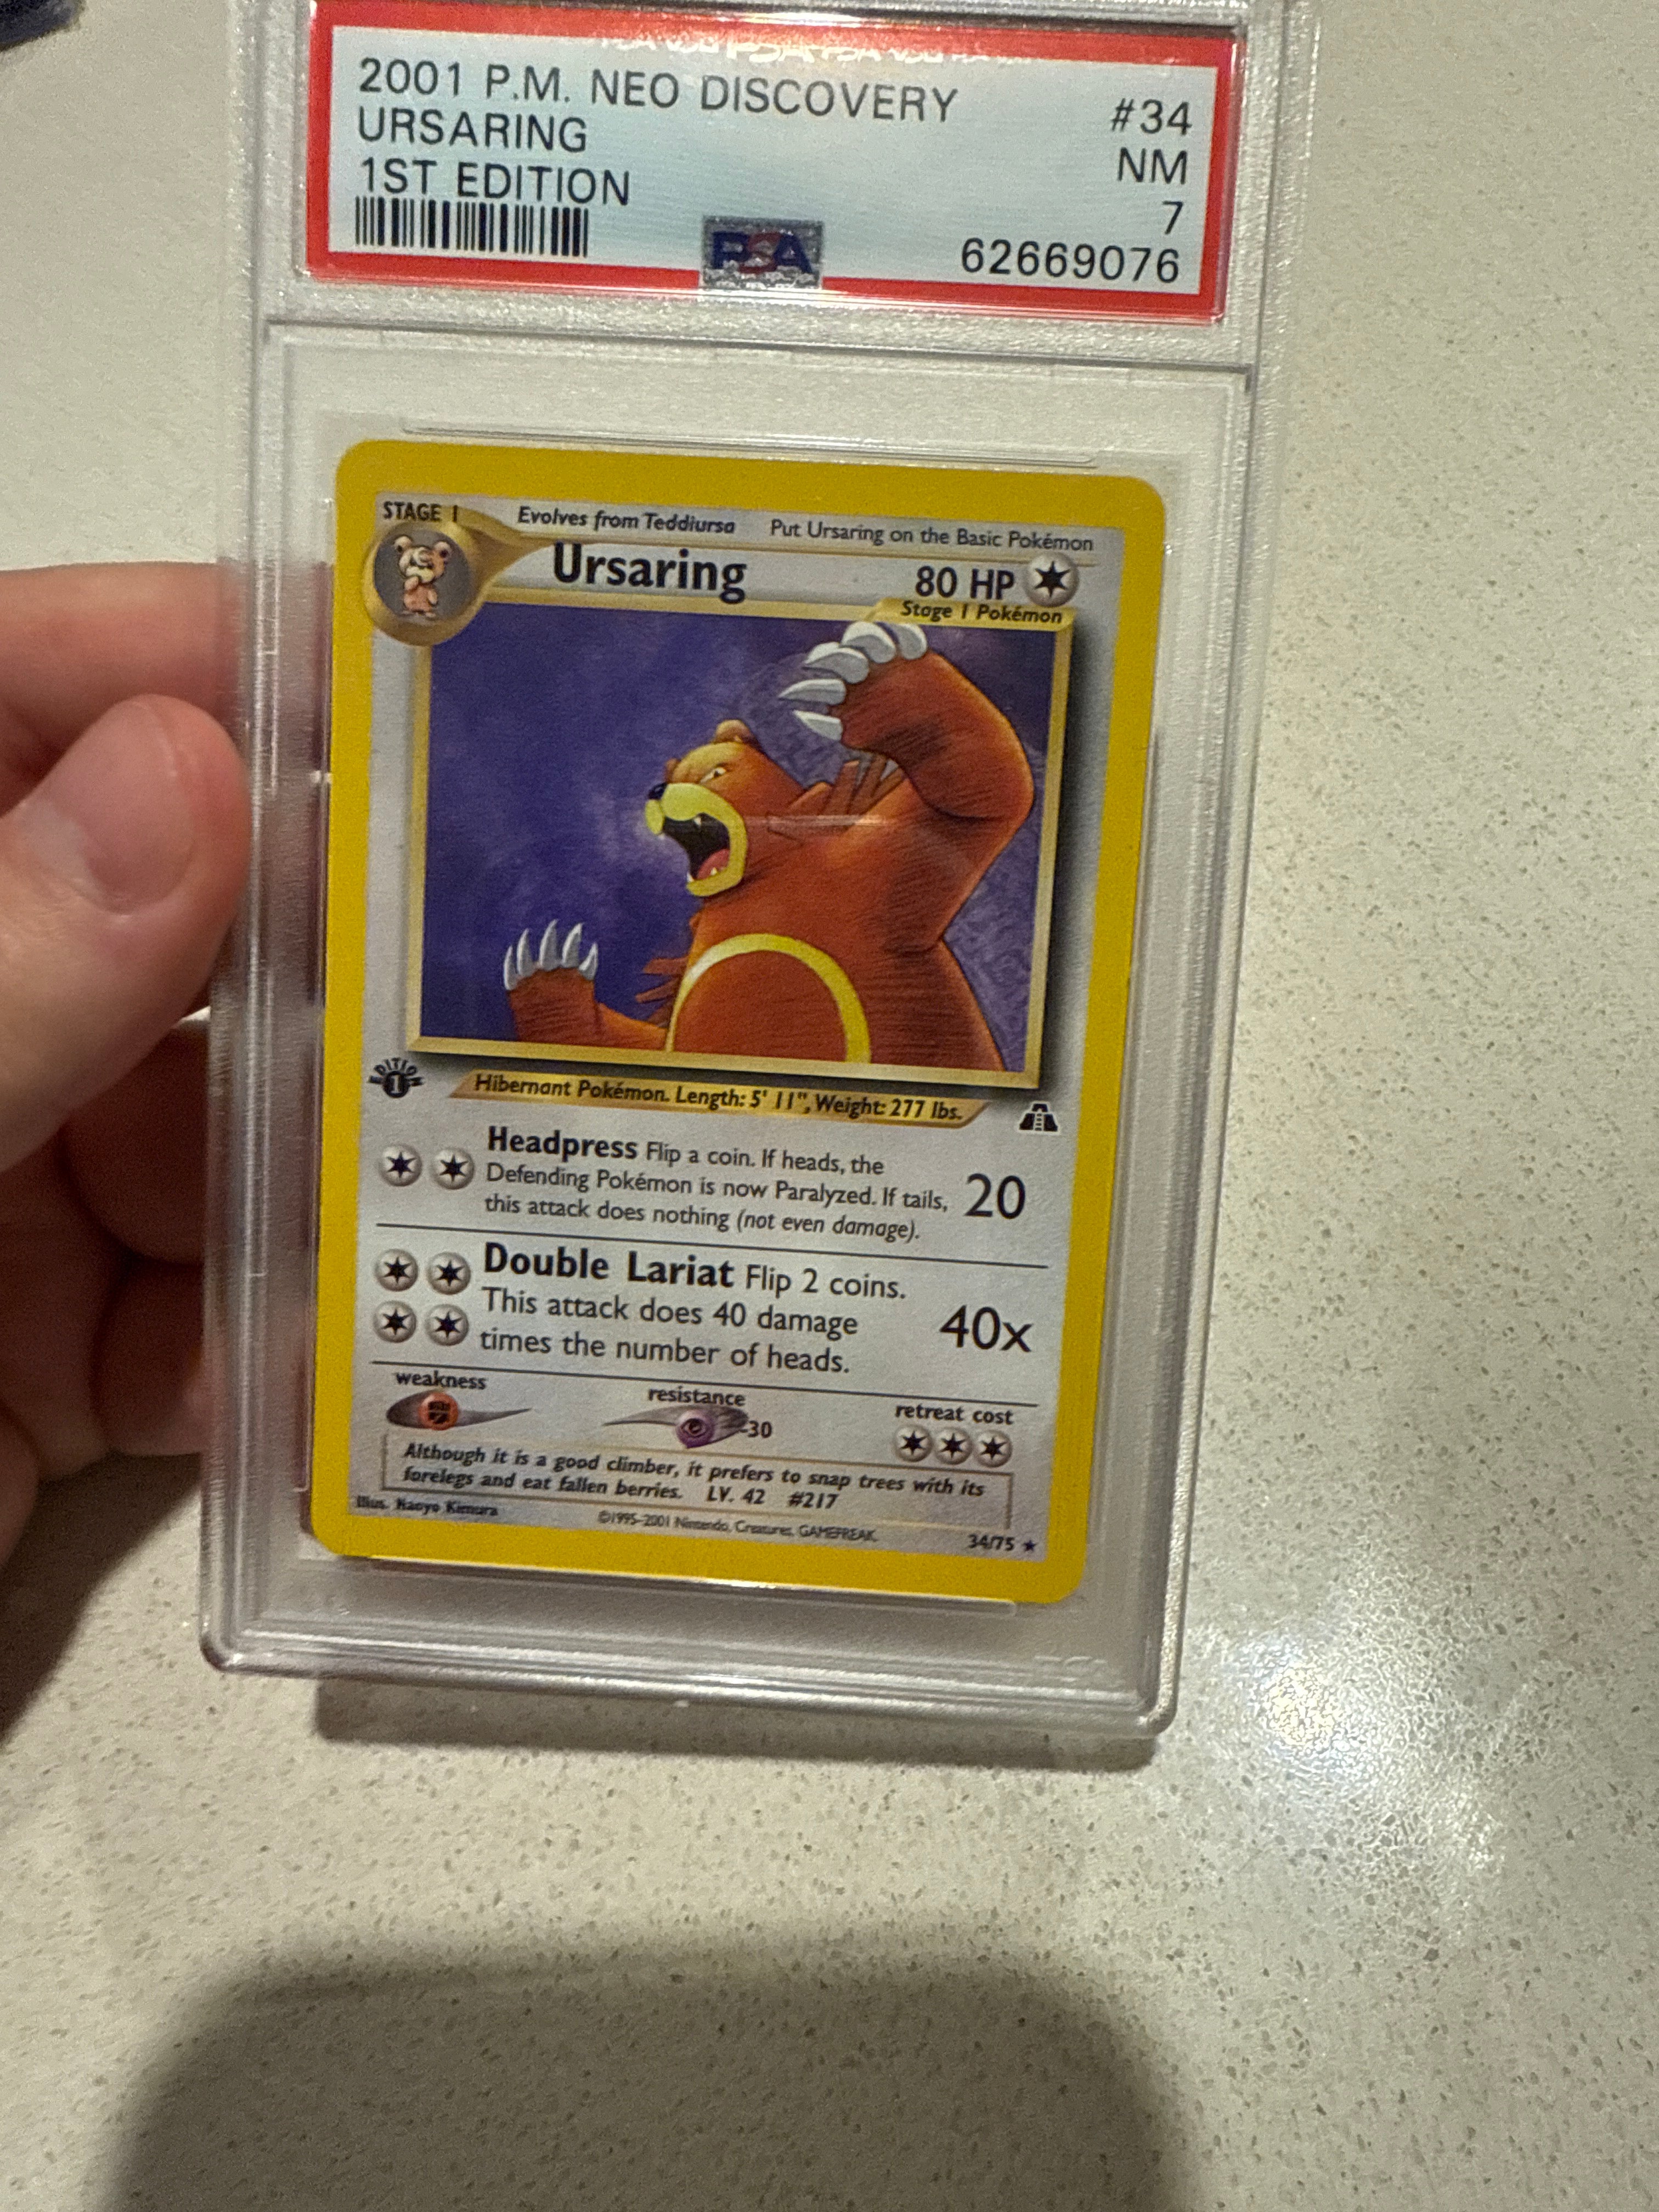 2001 P.M. NEO DISCOVERY #34
URSARING NM
1ST EDITION 7
PSA 62669076
STAGE 1 Evolves from Teddiursa Put Ursaring on the Basic Pokémon
Ursaring 80 HP
Stage 1 Pokémon
EDITION
1
Hibernant Pokémon. Length: 5' 11", Weight: 277 lbs.
Headpress Flip a coin. If heads, the
Defending Pokémon is now Paralyzed. If tails, 20
this attack does nothing (not even damage).
Double Lariat Flip 2 coins.
This attack does 40 damage 40x
times the number of heads.
weakness resistance retreat cost
-30
Although it is a good climber, it prefers to snap trees with its
forelegs and eat fallen berries. LV. 42 #217
Illus. Naoyo Kimura ©1995-2001 Nintendo, Creatures, GAMEFREAK. 34/75 ★